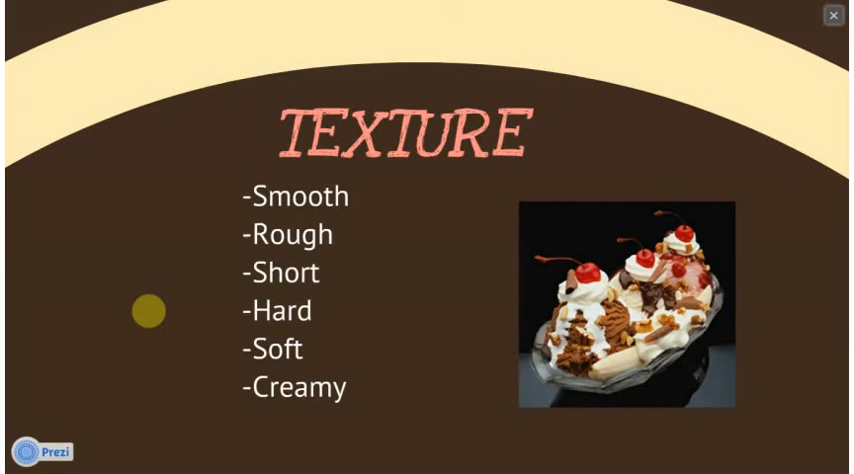 TEXTURE
-Smooth
-Rough
-Short
-Hard
-Soft
-Creamy
Prezi